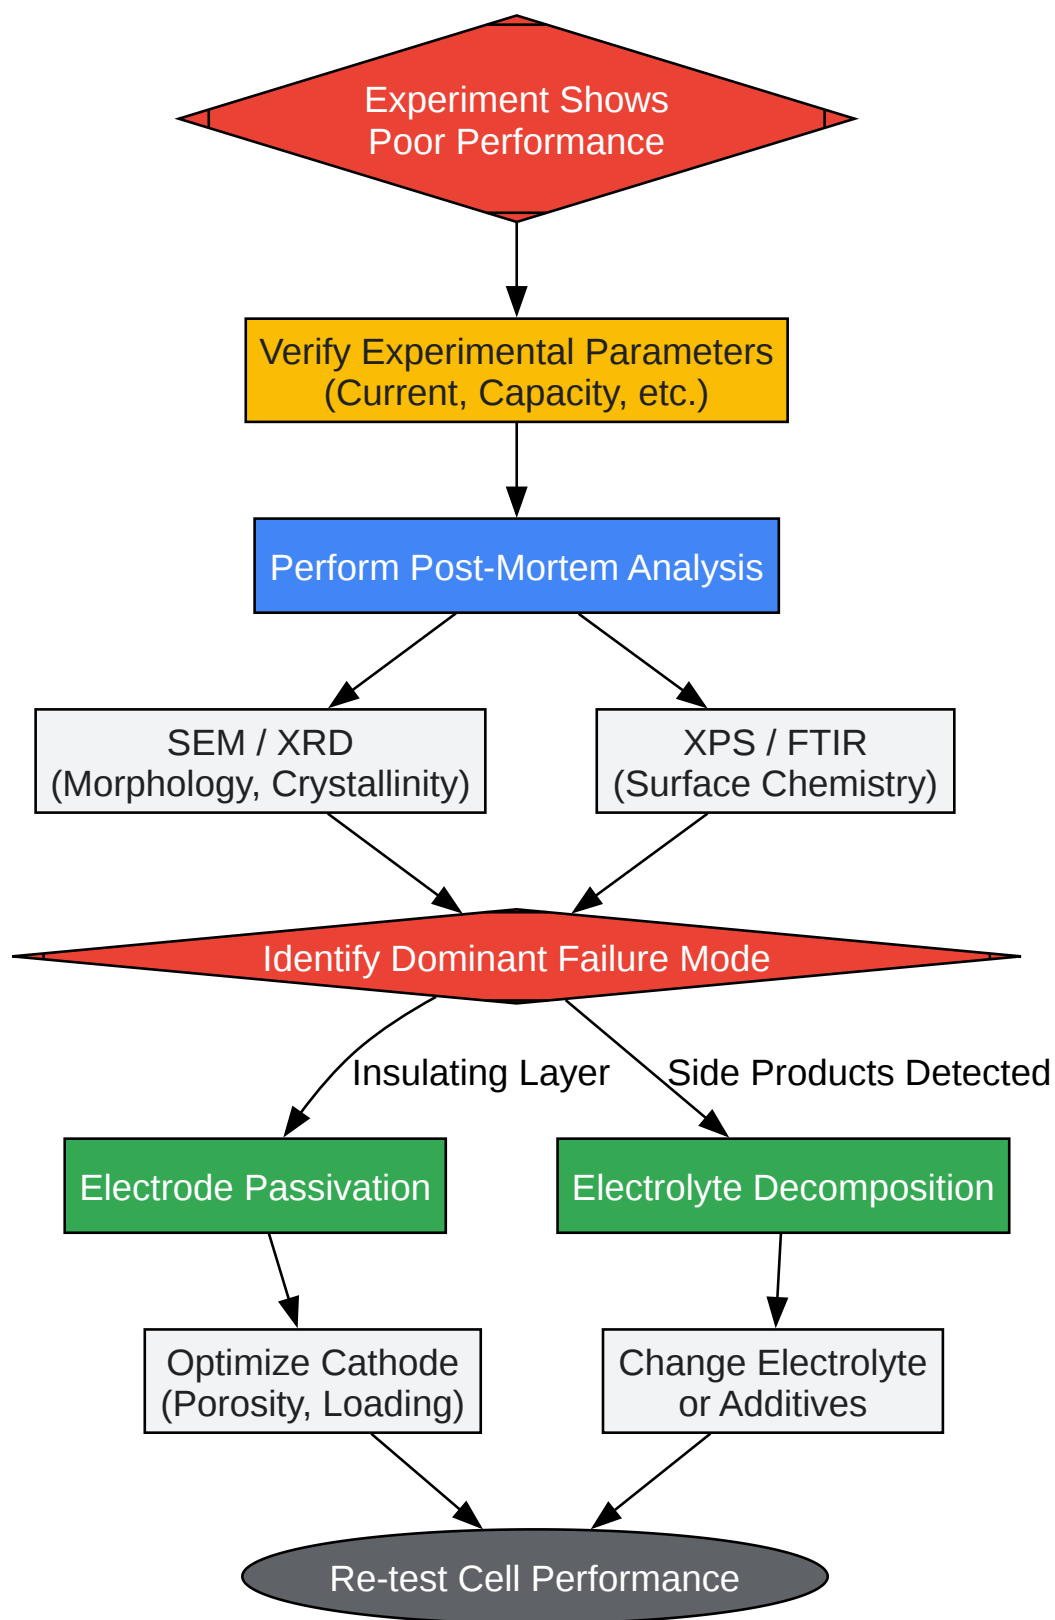 Experiment Shows
Poor Performance
Verify Experimental Parameters
(Current, Capacity, etc.)
Perform Post-Mortem Analysis
SEM / XRD
(Morphology, Crystallinity)
XPS / FTIR
(Surface Chemistry)
Identify Dominant Failure Mode
Insulating Layer
Side Products Detected
Electrode Passivation
Electrolyte Decomposition
Optimize Cathode
(Porosity, Loading)
Change Electrolyte
or Additives
Re-test Cell Performance